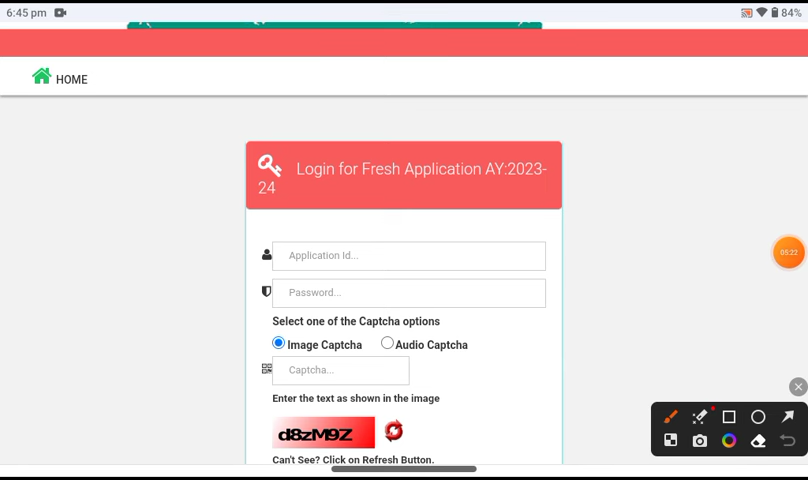 6:45 pm
84%
HOME
Login for Fresh Application AY:2023-
24
Application Id...
Password...
Select one of the Captcha options
Image Captcha
Audio Captcha
Captcha...
Enter the text as shown in the image
d8zM9Z
Can't See? Click on Refresh Button.
05:22